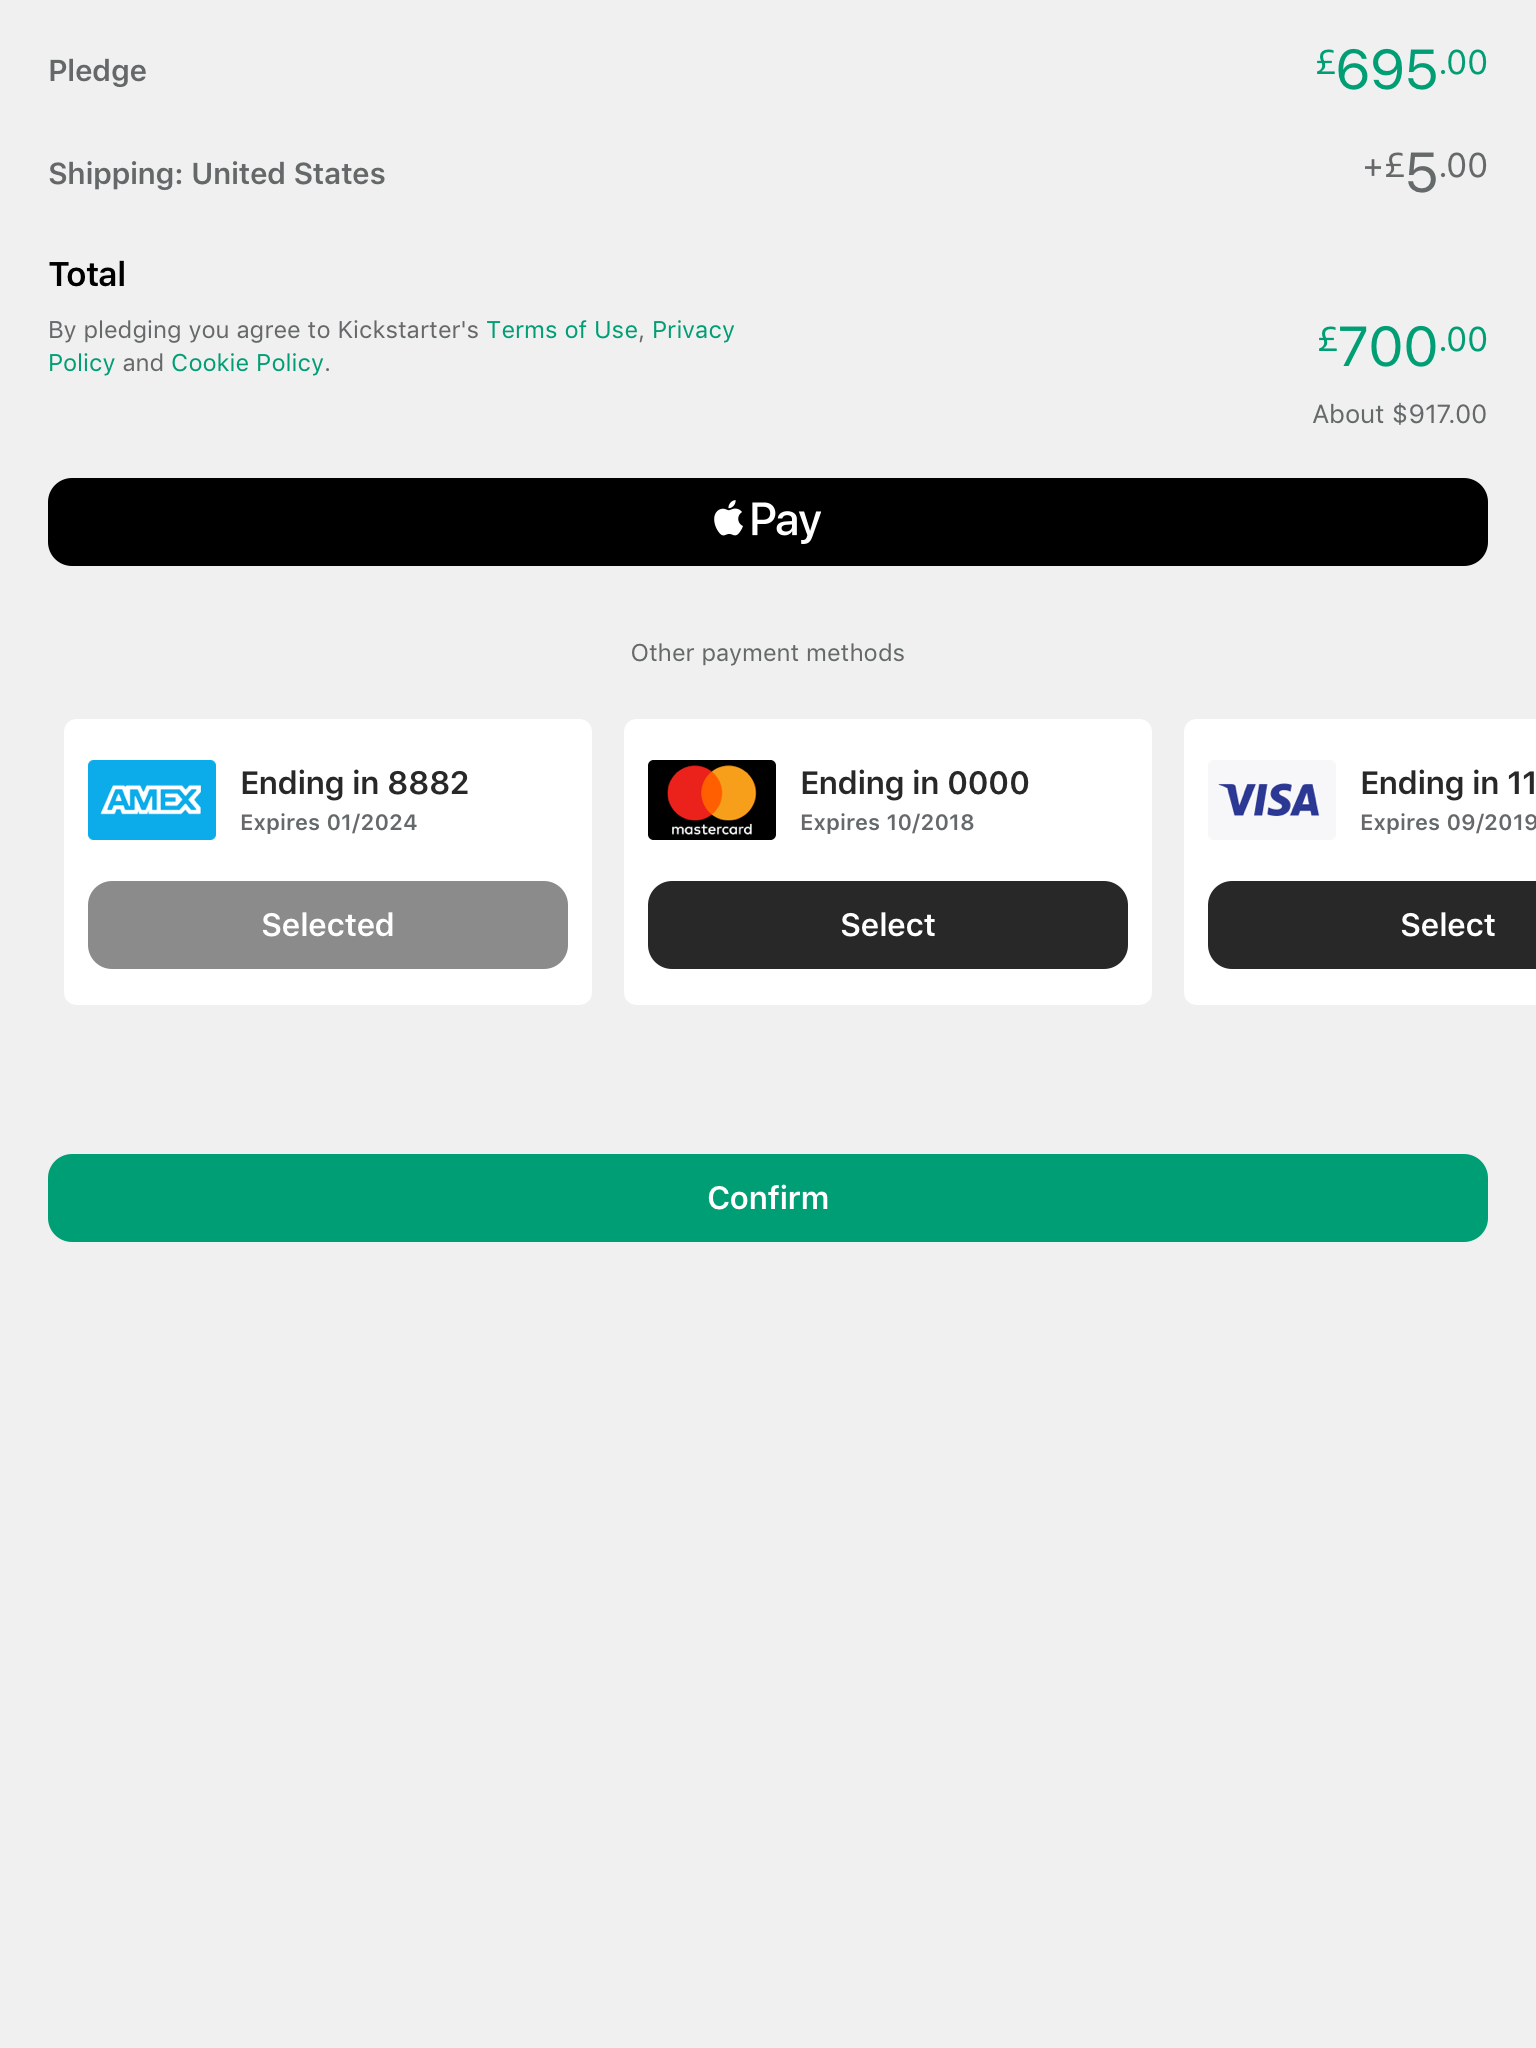 Pledge £695.00
Shipping: United States +£5.00
Total
By pledging you agree to Kickstarter's Terms of Use, Privacy
Policy and Cookie Policy.
£700.00
About $917.00
Pay
Other payment methods
AMEX Ending in 8882
Expires 01/2024
Selected
mastercard Ending in 0000
Expires 10/2018
Select
VISA Ending in 11
Expires 09/2019
Select
Confirm